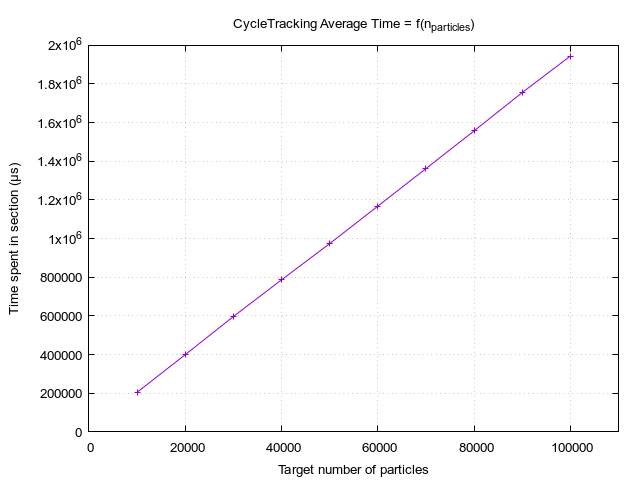 CycleTracking Average Time = f(nparticles)
2x10^6
1.8x10^6
1.6x10^6
1.4x10^6
1.2x10^6
1x10^6
800000
600000
400000
200000
0
Time spent in section (µs)
0 20000 40000 60000 80000 100000
Target number of particles